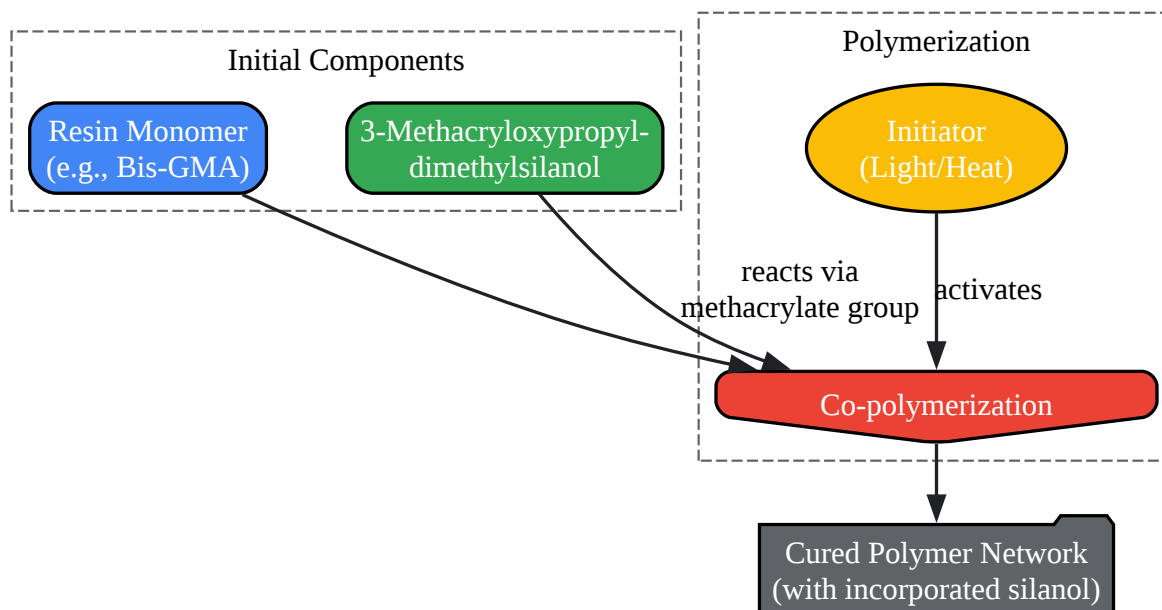 Initial Components
Resin Monomer
(e.g., Bis-GMA)
3-Methacryloxypropyl-
dimethylsilanol
Polymerization
Initiator
(Light/Heat)
reacts via
methacrylate group
activates
Co-polymerization
Cured Polymer Network
(with incorporated silanol)